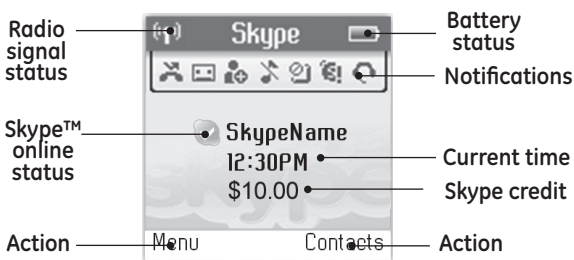 Radio signal status
Skype
Battery status
Notifications
Skype™ online status
SkypeName
12:30PM
Current time
$10.00
Skype credit
Action
Menu
Contacts
Action
skype